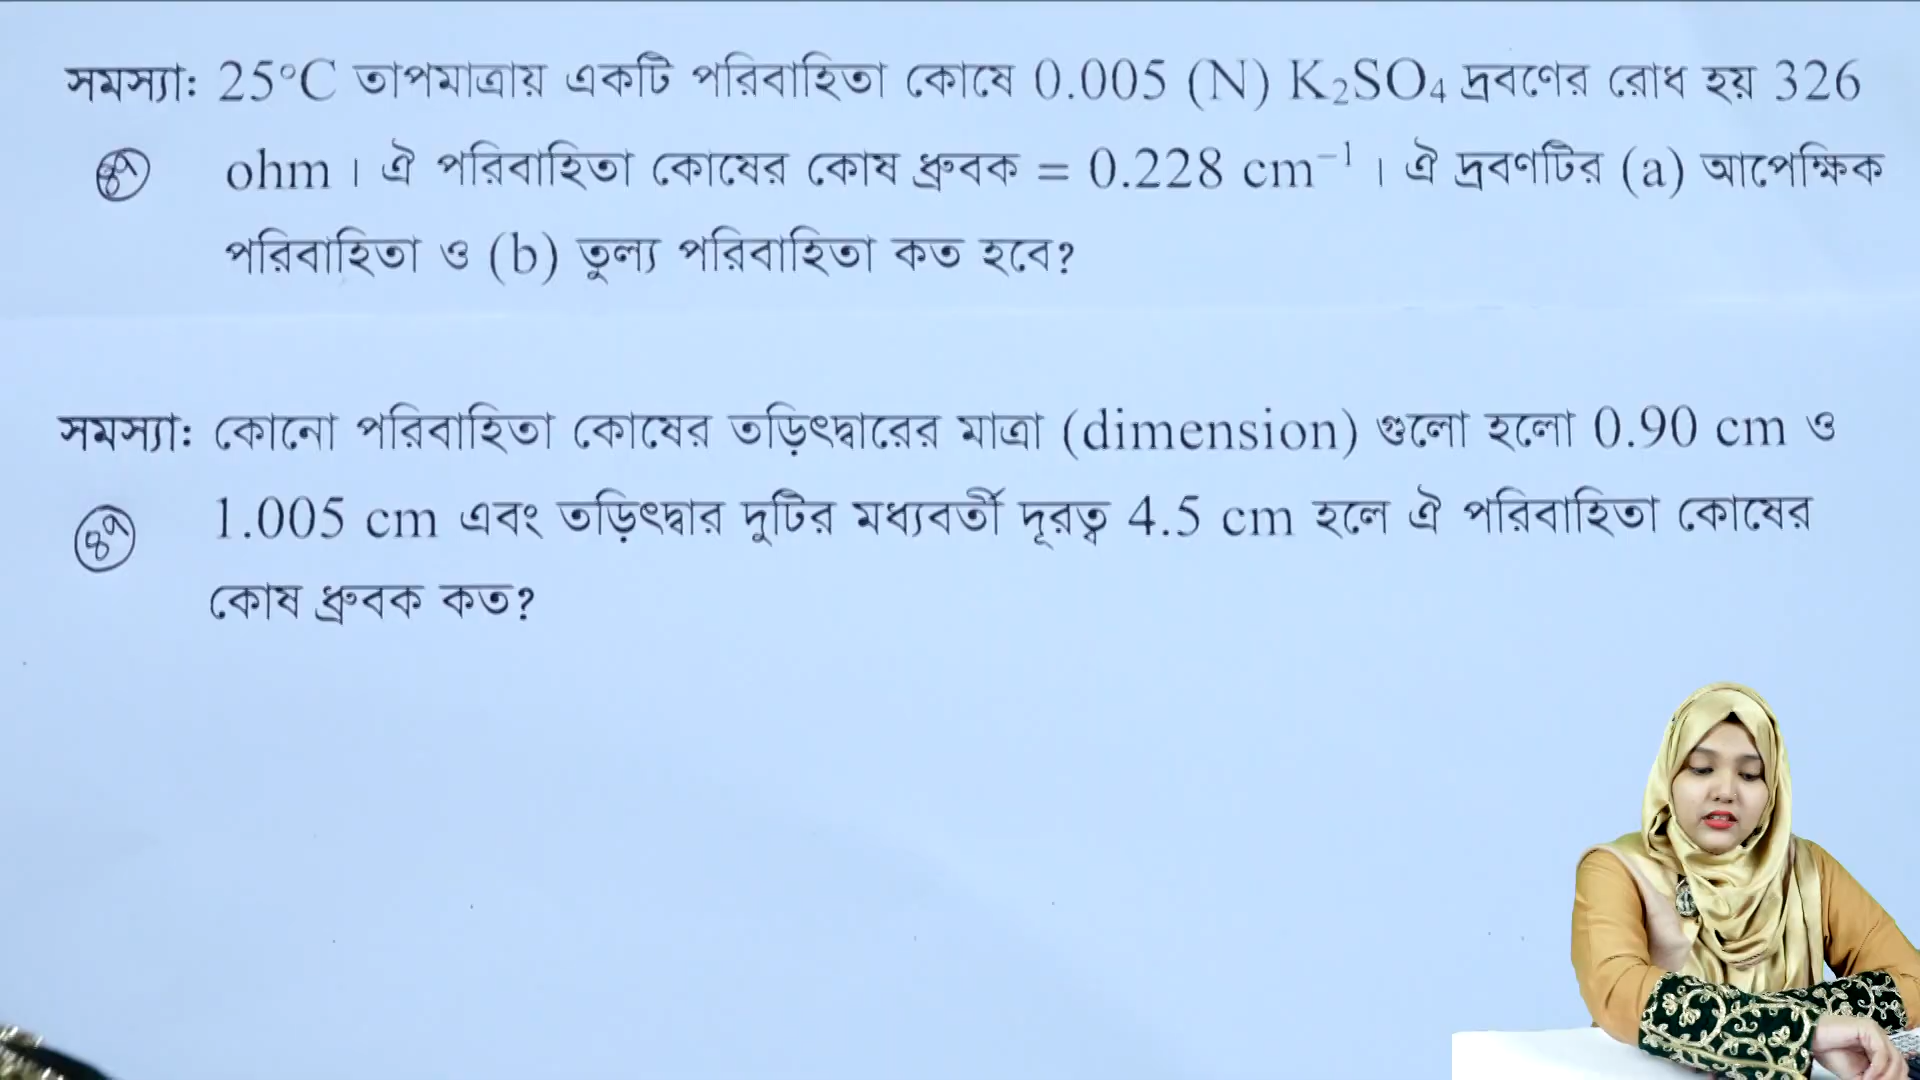 সমস্যা: 25°C তাপমাত্রায় একটি পরিবাহিতা কোষে 0.005 (N) K₂SO₄ দ্রবণের রোধ হয় 326
ohm । ঐ পরিবাহিতা কোষের কোষ ধ্রুবক = 0.228 cm⁻¹ । ঐ দ্রবণটির (a) আপেক্ষিক
পরিবাহিতা ও (b) তুল্য পরিবাহিতা কত হবে?
সমস্যা: কোনো পরিবাহিতা কোষের তড়িৎদ্বারের মাত্রা (dimension) গুলো হলো 0.90 cm ও
৪৭ 1.005 cm এবং তড়িৎদ্বার দুটির মধ্যবর্তী দূরত্ব 4.5 cm হলে ঐ পরিবাহিতা কোষের
কোষ ধ্রুবক কত?